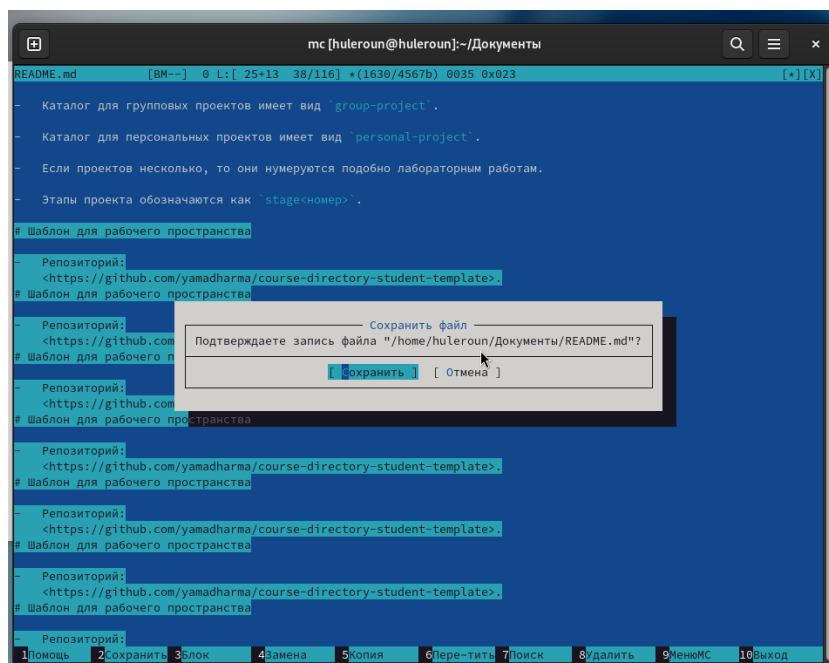 mc [huleroun@huleroun]:~/Документы
README.md [BM--] 0 L:[ 25+13 38/116] *(1630/4567b) 0035 0x023 [*][X]
- Каталог для групповых проектов имеет вид `group-project`.
- Каталог для персональных проектов имеет вид `personal-project`.
- Если проектов несколько, то они нумеруются подобно лабораторным работам.
- Этапы проекта обозначаются как `stage<номер>`.
# Шаблон для рабочего пространства
- Репозиторий:
<https://github.com/yamadharma/course-directory-student-template>.
# Шаблон для рабочего пространства
- Репозиторий:
<https://github.com
# Шаблон для п
- Репозиторий:
<https://github.com
# Шаблон для рабочего пространства
Сохранить файл
Подтверждаете запись файла "/home/huleroun/Документы/README.md"?
[ Сохранить ] [ Отмена ]
- Репозиторий:
<https://github.com/yamadharma/course-directory-student-template>.
# Шаблон для рабочего пространства
- Репозиторий:
<https://github.com/yamadharma/course-directory-student-template>.
# Шаблон для рабочего пространства
- Репозиторий:
<https://github.com/yamadharma/course-directory-student-template>.
# Шаблон для рабочего пространства
- Репозиторий:
1Помощь 2Сохранить 3Блок 4Замена 5Копия 6Пере~тить 7Поиск 8Удалить 9МенюMC 10Выход